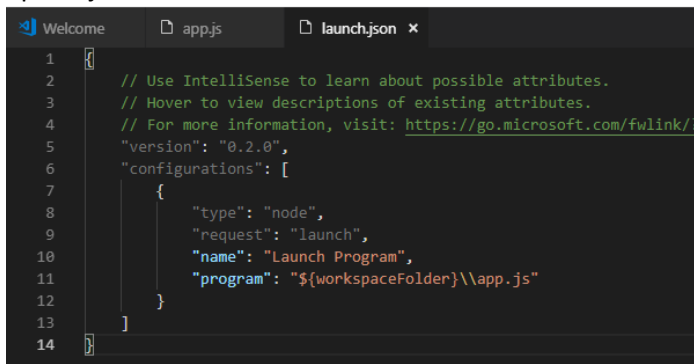 Welcome app.js launch.json ×
1 {
2 // Use IntelliSense to learn about possible attributes.
3 // Hover to view descriptions of existing attributes.
4 // For more information, visit: https://go.microsoft.com/fwlink/
5 "version": "0.2.0",
6 "configurations": [
7 {
8 "type": "node",
9 "request": "launch",
10 "name": "Launch Program",
11 "program": "${workspaceFolder}\\app.js"
12 }
13 ]
14 }